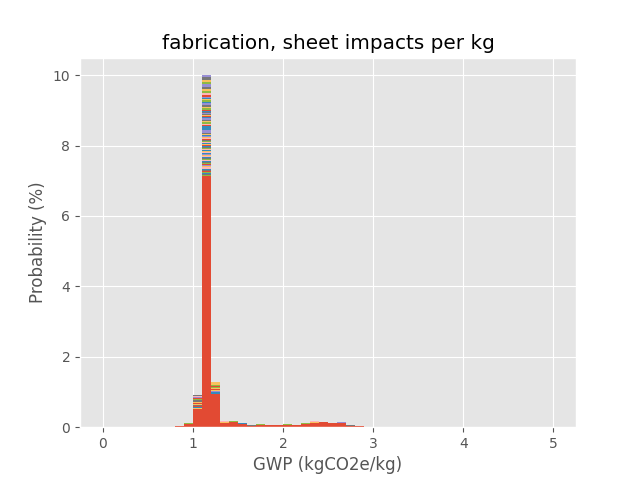 fabrication, sheet impacts per kg
10
8
6
4
2
0
Probability (%)
0 1 2 3 4 5
GWP (kgCO2e/kg)